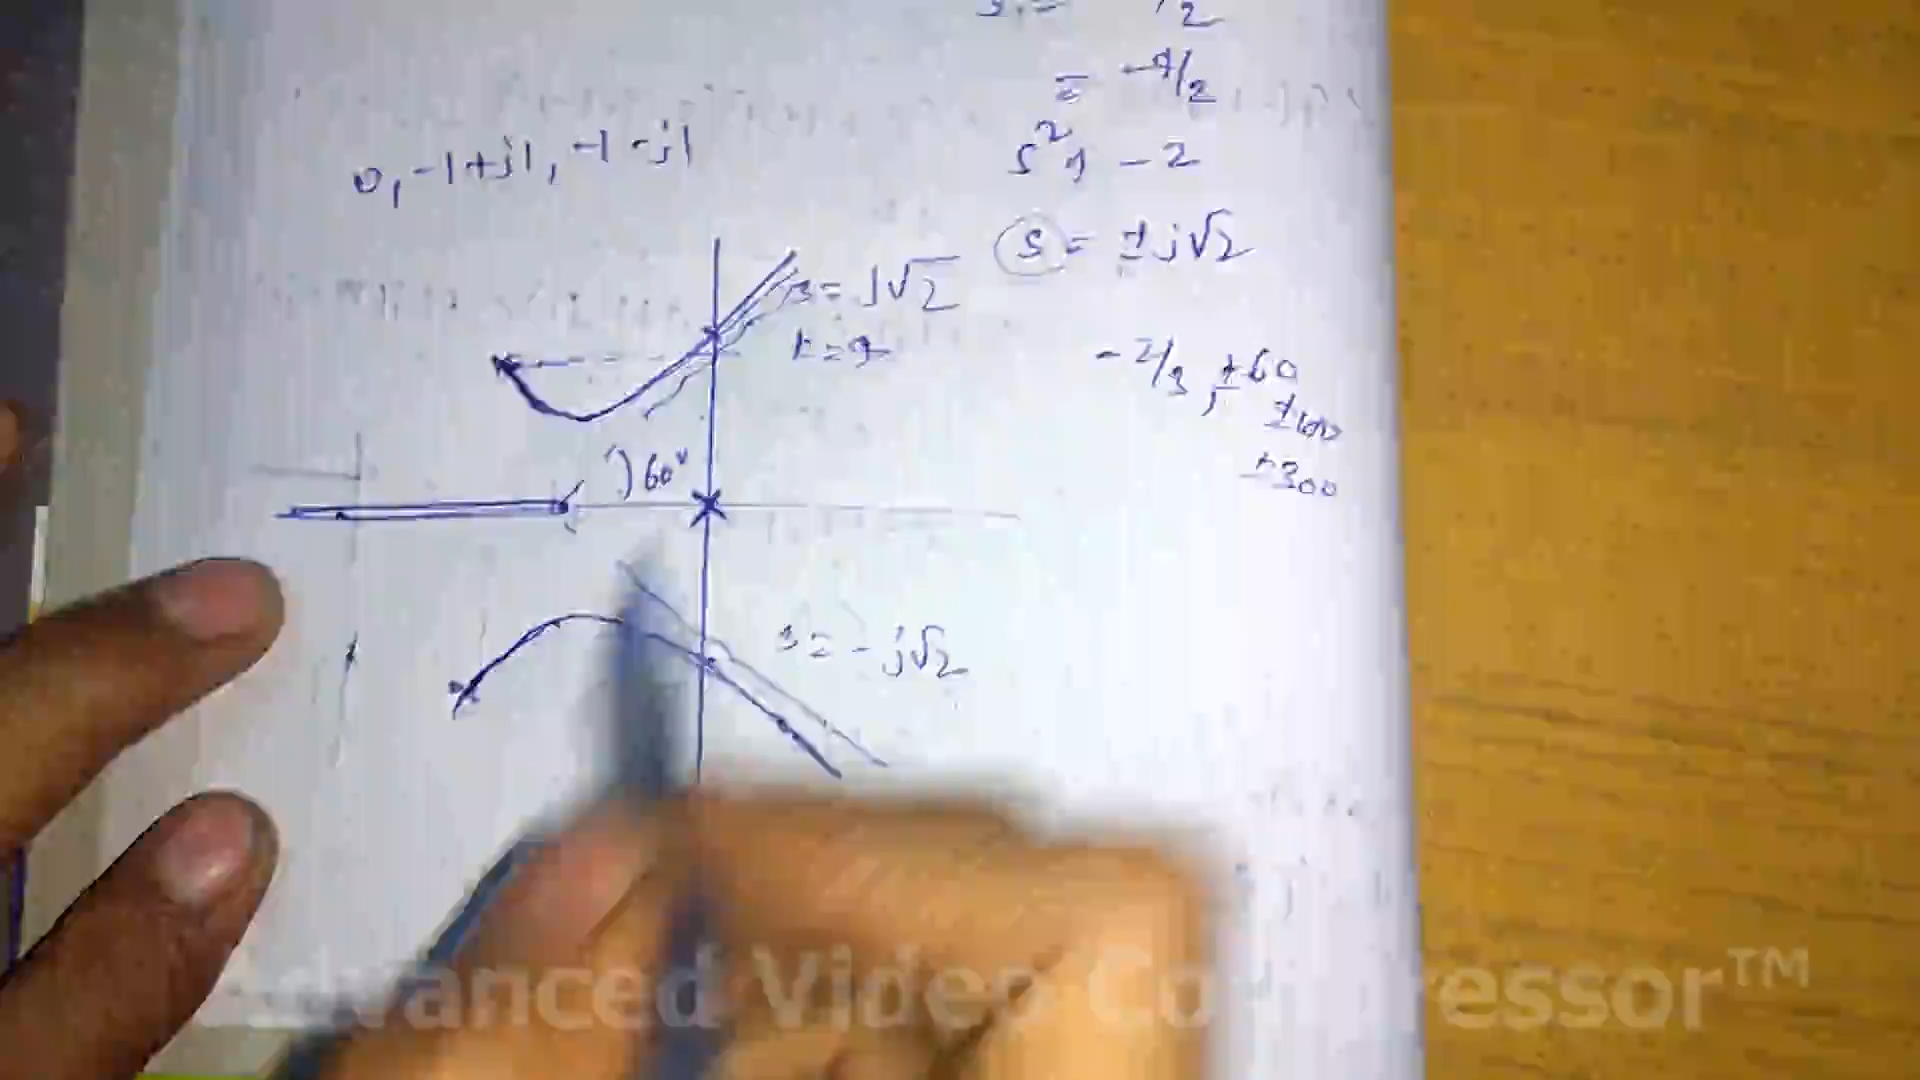 = -4/2
0, -1+j1, -1-j1
s² = -2
s = ±j√2
s = j√2
k=4
-2/3, ±60
±180
±300
60°
s = -j√2
Advanced Video Compressor™